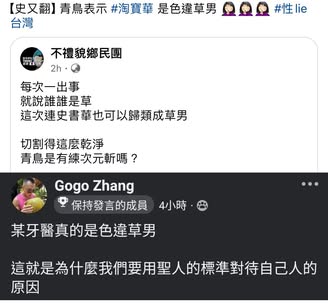 【史又翻】青鳥表示 #淘寶華 是色違草男 🤦🏻‍♀️🤦🏻‍♀️🤦🏻‍♀️ #性lie
台灣
不禮貌鄉民團
2h ·
每次一出事
就說誰誰是草
這次連史書華也可以歸類成草男
切割得這麼乾淨
青鳥是有練次元斬嗎？
Gogo Zhang
保持發言的成員 4小時 ·
某牙醫真的是色違草男
這就是為什麼我們要用聖人的標準對待自己人的
原因